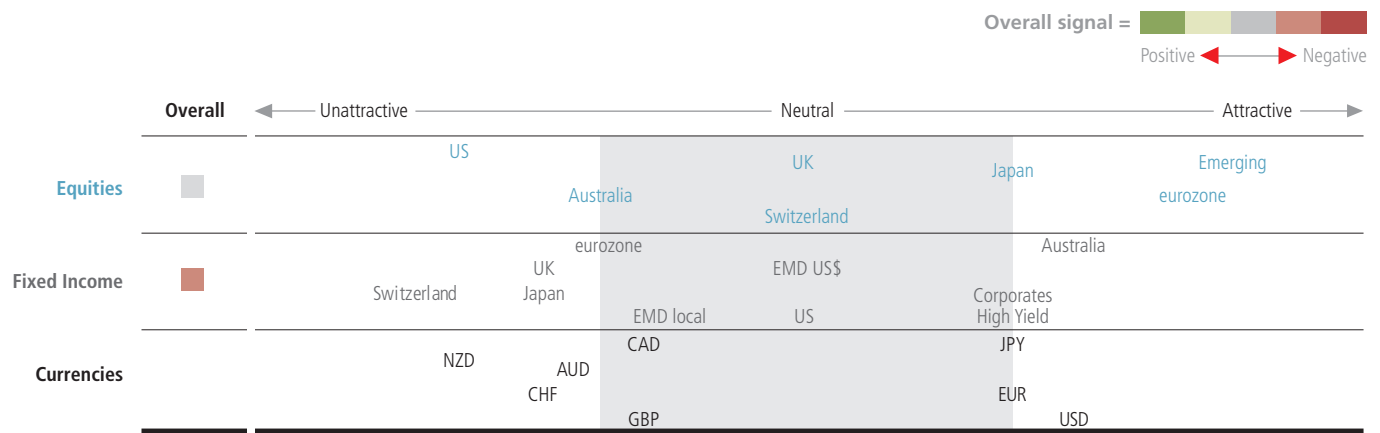 Overall signal =
Positive Negative
Overall Unattractive Neutral Attractive
US
UK
Emerging
Japan
Equities
Australia eurozone
Switzerland
eurozone Australia
UK EMD US$
Fixed Income
Switzerland Japan Corporates
EMD local US High Yield
CAD JPY
NZD
AUD
Currencies
CHF EUR
GBP USD